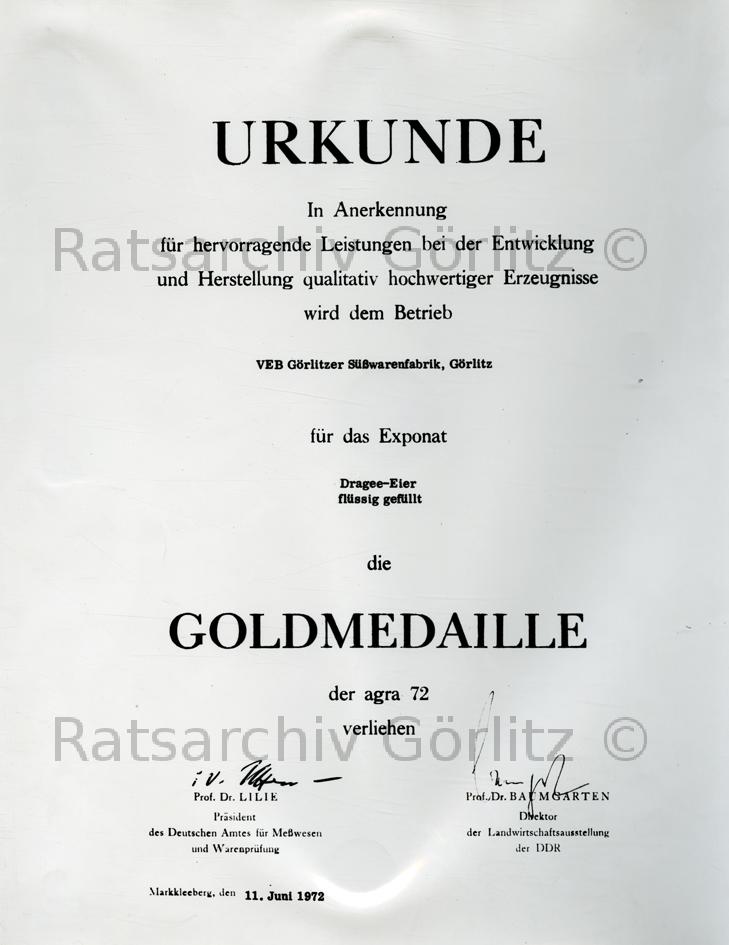 URKUNDE
In Anerkennung
für hervorragende Leistungen bei der Entwicklung
Ratsarchiv Görlitz ©
und Herstellung qualitativ hochwertiger Erzeugnisse
wird dem Betrieb
VEB Görlitzer Süßwarenfabrik, Görlitz
für das Exponat
Dragee-Eier
flüssig gefüllt
die
GOLDMEDAILLE
der agra 72
verliehen
Ratsarchiv Görlitz ©
i.V.
Prof. Dr. LILIE
Präsident
des Deutschen Amtes für Meßwesen
und Warenprüfung
Prof. Dr. BAUMGARTEN
Direktor
der Landwirtschaftsausstellung
der DDR
Markkleeberg, den 11. Juni 1972